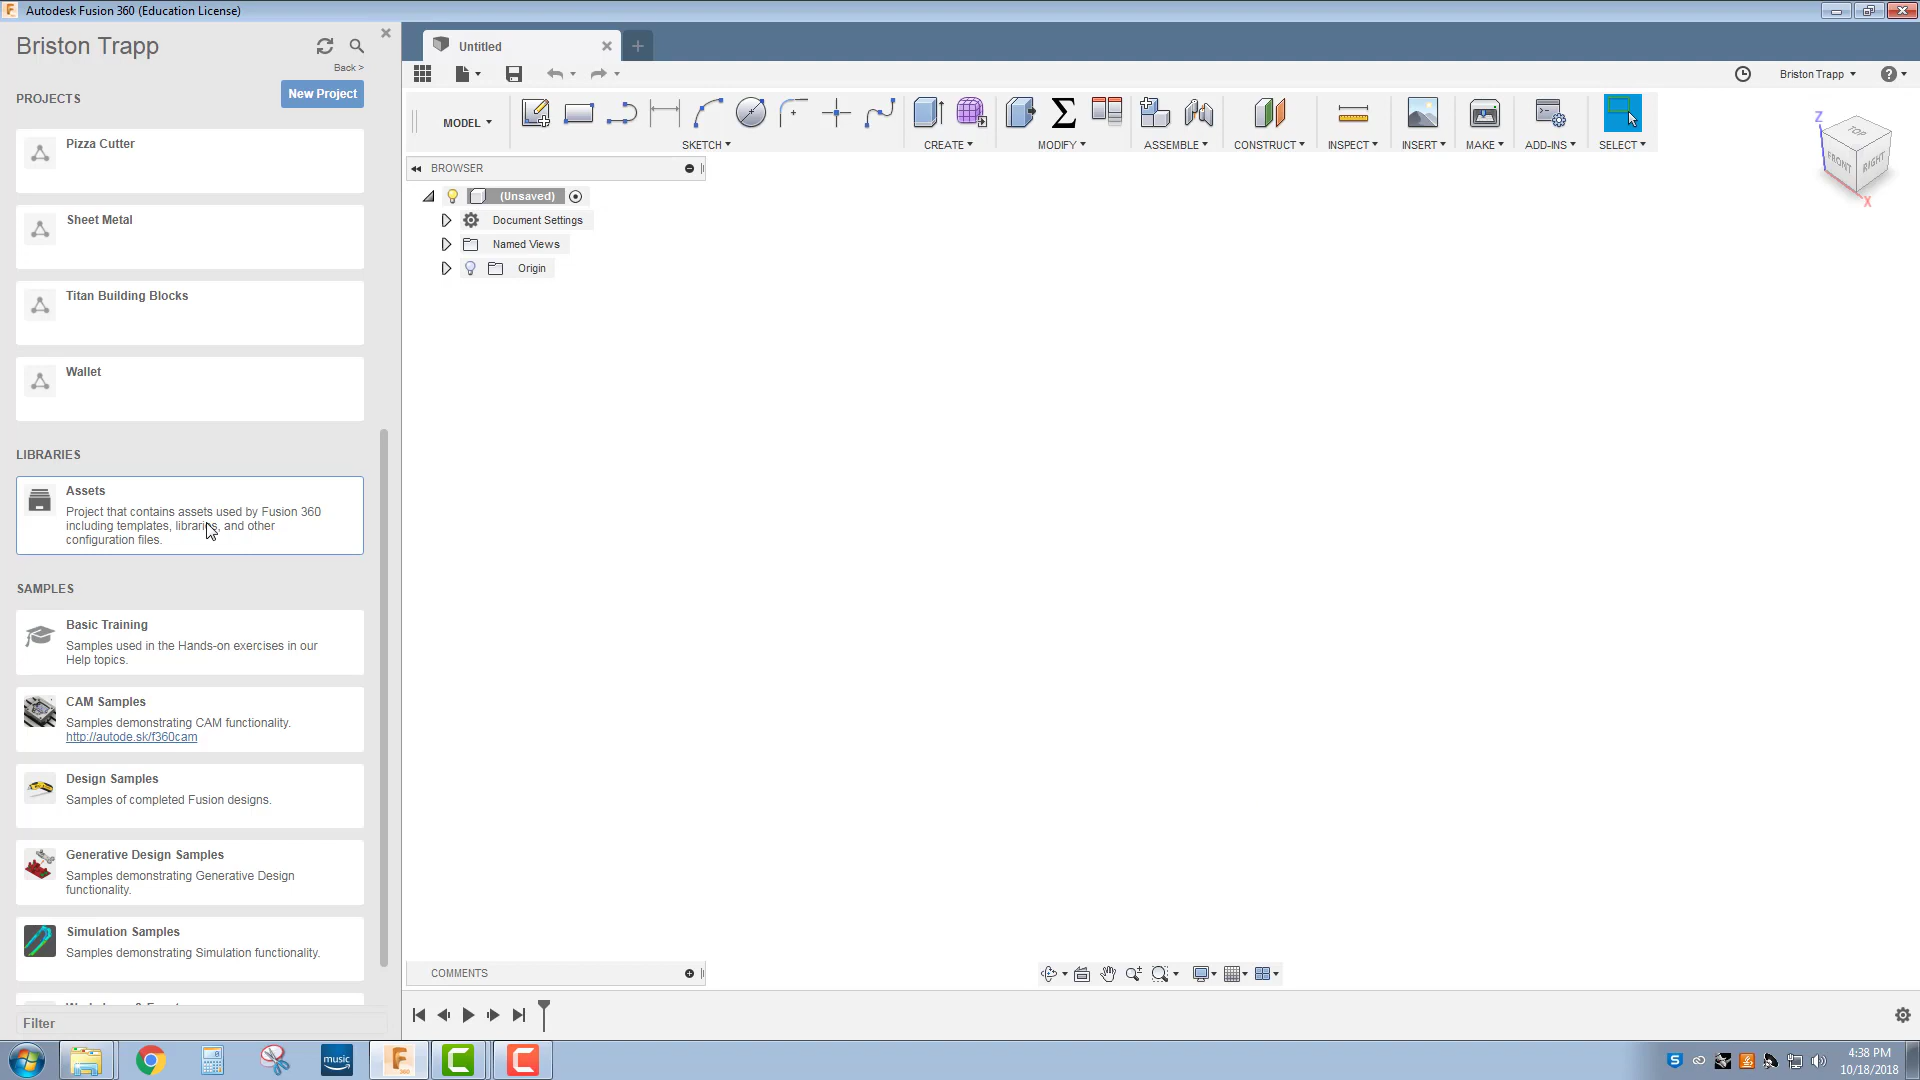 Autodesk Fusion 360 (Education License)
Briston Trapp
Back >
PROJECTS
New Project
Pizza Cutter
Sheet Metal
Titan Building Blocks
Wallet
LIBRARIES
Assets
Project that contains assets used by Fusion 360
including templates, libraries, and other
configuration files.
SAMPLES
Basic Training
Samples used in the Hands-on exercises in our
Help topics.
CAM Samples
Samples demonstrating CAM functionality.
http://autode.sk/f360cam
Design Samples
Samples of completed Fusion designs.
Generative Design Samples
Samples demonstrating Generative Design
functionality.
Simulation Samples
Samples demonstrating Simulation functionality.
Filter
Untitled
Briston Trapp
MODEL
SKETCH
CREATE
MODIFY
ASSEMBLE
CONSTRUCT
INSPECT
INSERT
MAKE
ADD-INS
SELECT
BROWSER
(Unsaved)
Document Settings
Named Views
Origin
Z
TOP
FRONT
RIGHT
X
COMMENTS
music
4:38 PM
10/18/2018